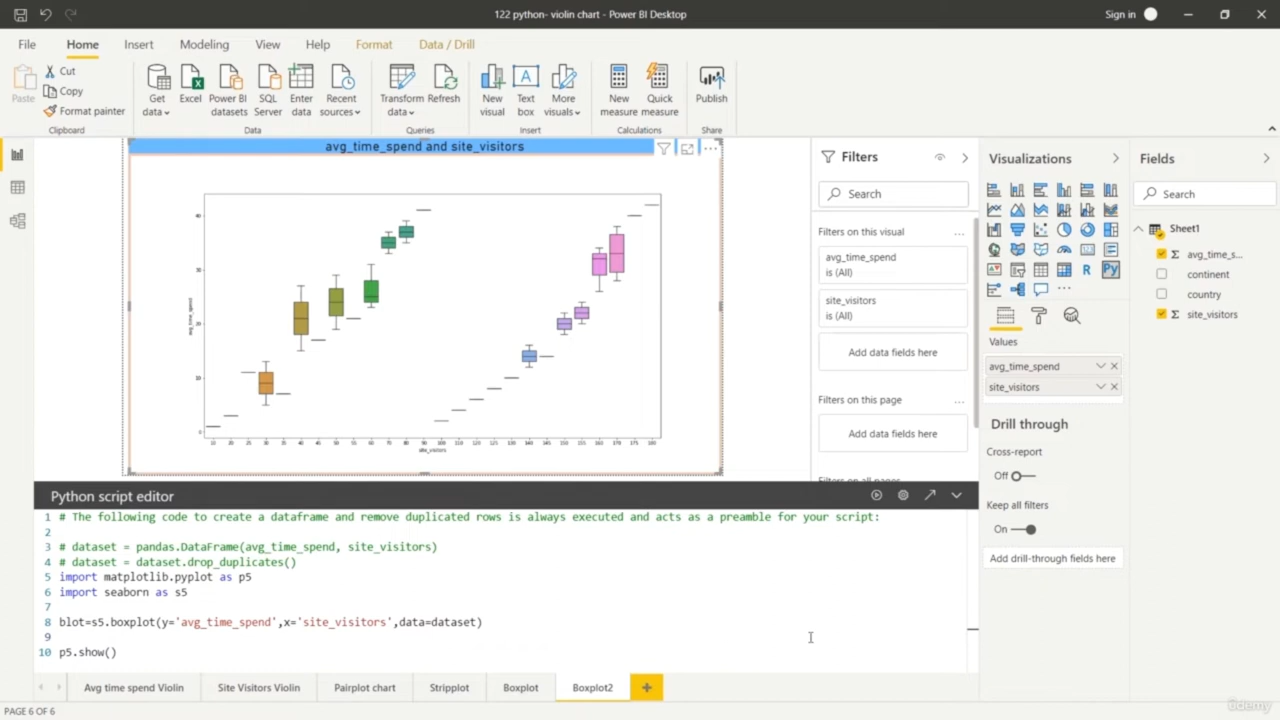 122 python- violin chart - Power BI Desktop
Sign in
File Home Insert Modeling View Help Format Data / Drill
Paste
Cut
Copy
Format painter
Clipboard
Get data
Excel
Power BI datasets
SQL Server
Enter data
Recent sources
Data
Transform data
Refresh
Queries
New visual
Text box
More visuals
Insert
New measure
Quick measure
Calculations
Publish
Share
avg_time_spend and site_visitors
avg_time_spend
40
30
20
10
0
site_visitors
Filters
Search
Filters on this visual
avg_time_spend
is (All)
site_visitors
is (All)
Add data fields here
Filters on this page
Add data fields here
Visualizations
R
Py
Values
avg_time_spend
site_visitors
Drill through
Cross-report
Off
Keep all filters
On
Add drill-through fields here
Fields
Search
Sheet1
avg_time_s...
continent
country
site_visitors
Python script editor
1 # The following code to create a dataframe and remove duplicated rows is always executed and acts as a preamble for your script:
2
3 # dataset = pandas.DataFrame(avg_time_spend, site_visitors)
4 # dataset = dataset.drop_duplicates()
5 import matplotlib.pyplot as p5
6 import seaborn as s5
7
8 blot=s5.boxplot(y='avg_time_spend',x='site_visitors',data=dataset)
9
10 p5.show()
Avg time spend Violin
Site Visitors Violin
Pairplot chart
Stripplot
Boxplot
Boxplot2
PAGE 6 OF 6
ûdemy